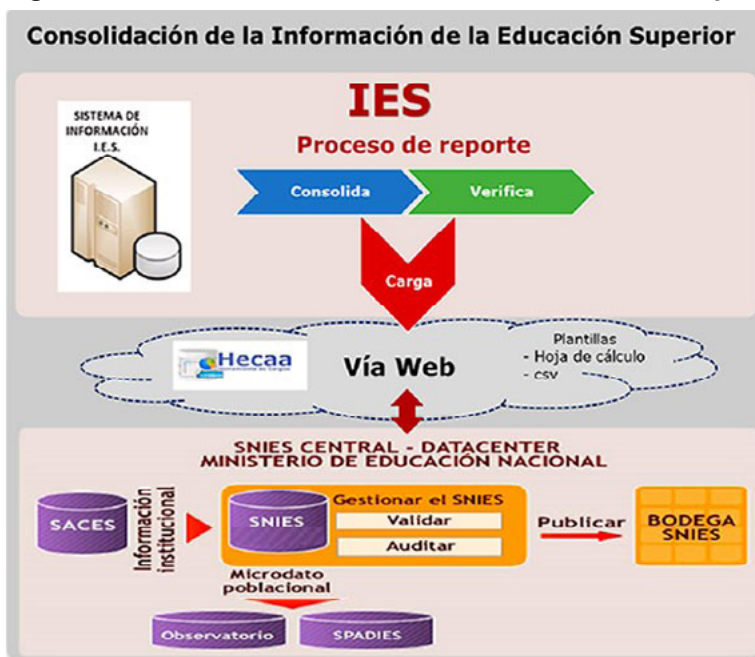 Consolidación de la Información de la Educación Superior
SISTEMA DE
INFORMACIÓN
I.E.S.
IES
Proceso de reporte
Consolida
Verifica
Carga
Hecaa
Vía Web
Plantillas
- Hoja de cálculo
- csv
SNIES CENTRAL - DATACENTER
MINISTERIO DE EDUCACIÓN NACIONAL
SACES
Información
institucional
SNIES
Gestionar el SNIES
Validar
Auditar
Publicar
BODEGA
SNIES
Microdato
poblacional
Observatorio
SPADIES